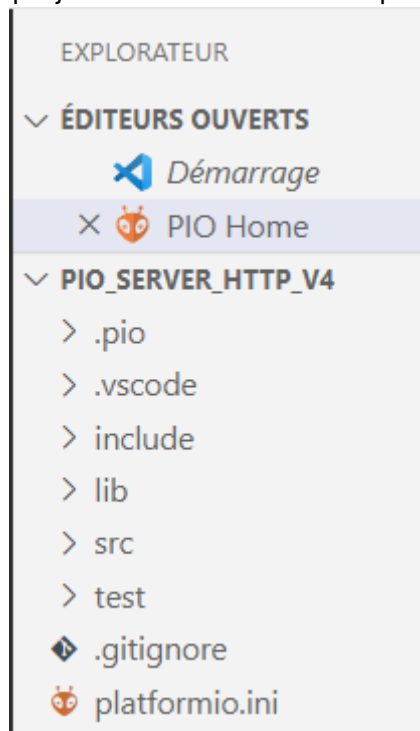 EXPLORATEUR
ÉDITEURS OUVERTS
Démarrage
PIO Home
PIO_SERVER_HTTP_V4
.pio
.vscode
include
lib
src
test
.gitignore
platformio.ini